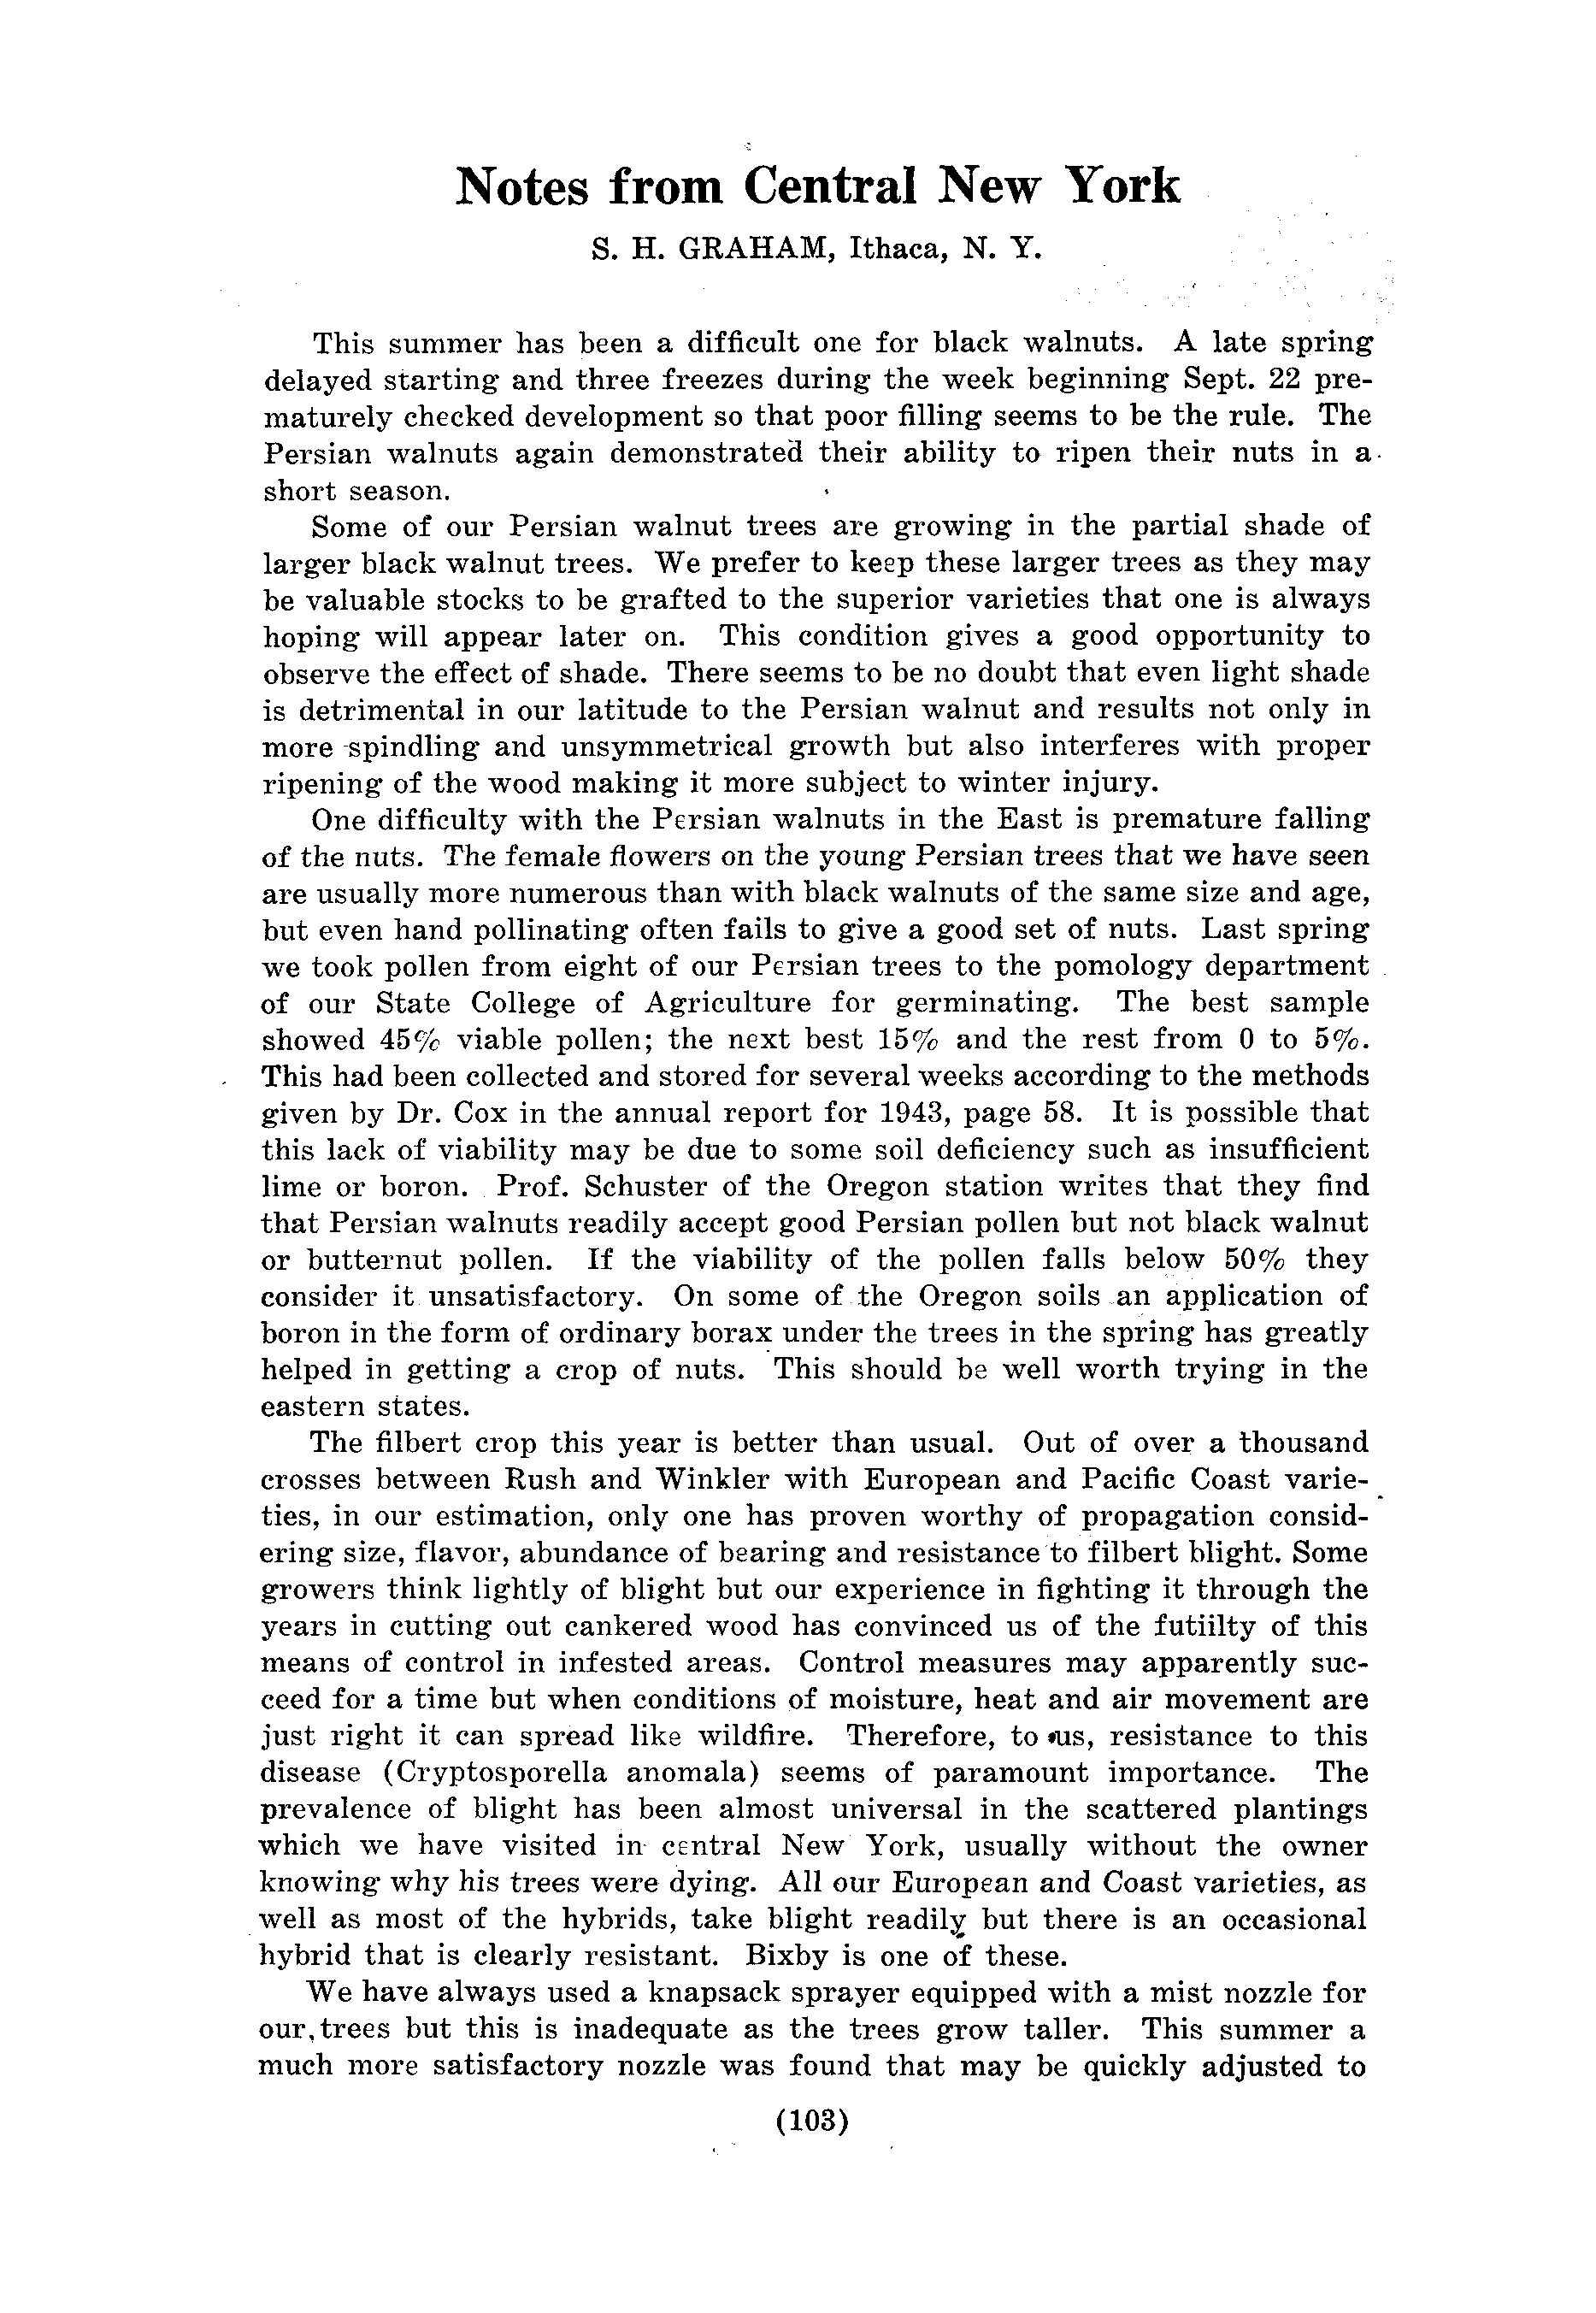 Notes from Central New York
S. H. GRAHAM, Ithaca, N. Y.
This summer has been a difficult one for black walnuts. A late spring
delayed starting and three freezes during the week beginning Sept. 22 pre-
maturely checked development so that poor filling seems to be the rule. The
Persian walnuts again demonstrated their ability to ripen their nuts in a
short season.
Some of our Persian walnut trees are growing in the partial shade of
larger black walnut trees. We prefer to keep these larger trees as they may
be valuable stocks to be grafted to the superior varieties that one is always
hoping will appear later on. This condition gives a good opportunity to
observe the effect of shade. There seems to be no doubt that even light shade
is detrimental in our latitude to the Persian walnut and results not only in
more spindling and unsymmetrical growth but also interferes with proper
ripening of the wood making it more subject to winter injury.
One difficulty with the Persian walnuts in the East is premature falling
of the nuts. The female flowers on the young Persian trees that we have seen
are usually more numerous than with black walnuts of the same size and age,
but even hand pollinating often fails to give a good set of nuts. Last spring
we took pollen from eight of our Persian trees to the pomology department
of our State College of Agriculture for germinating. The best sample
showed 45% viable pollen; the next best 15% and the rest from 0 to 5%.
This had been collected and stored for several weeks according to the methods
given by Dr. Cox in the annual report for 1943, page 58. It is possible that
this lack of viability may be due to some soil deficiency such as insufficient
lime or boron. Prof. Schuster of the Oregon station writes that they find
that Persian walnuts readily accept good Persian pollen but not black walnut
or butternut pollen. If the viability of the pollen falls below 50% they
consider it unsatisfactory. On some of the Oregon soils an application of
boron in the form of ordinary borax under the trees in the spring has greatly
helped in getting a crop of nuts. This should be well worth trying in the
eastern states.
The filbert crop this year is better than usual. Out of over a thousand
crosses between Rush and Winkler with European and Pacific Coast varie-
ties, in our estimation, only one has proven worthy of propagation consid-
ering size, flavor, abundance of bearing and resistance to filbert blight. Some
growers think lightly of blight but our experience in fighting it through the
years in cutting out cankered wood has convinced us of the futiilty of this
means of control in infested areas. Control measures may apparently suc-
ceed for a time but when conditions of moisture, heat and air movement are
just right it can spread like wildfire. Therefore, to us, resistance to this
disease (Cryptosporella anomala) seems of paramount importance. The
prevalence of blight has been almost universal in the scattered plantings
which we have visited in central New York, usually without the owner
knowing why his trees were dying. All our European and Coast varieties, as
well as most of the hybrids, take blight readily but there is an occasional
hybrid that is clearly resistant. Bixby is one of these.
We have always used a knapsack sprayer equipped with a mist nozzle for
our trees but this is inadequate as the trees grow taller. This summer a
much more satisfactory nozzle was found that may be quickly adjusted to
(103)